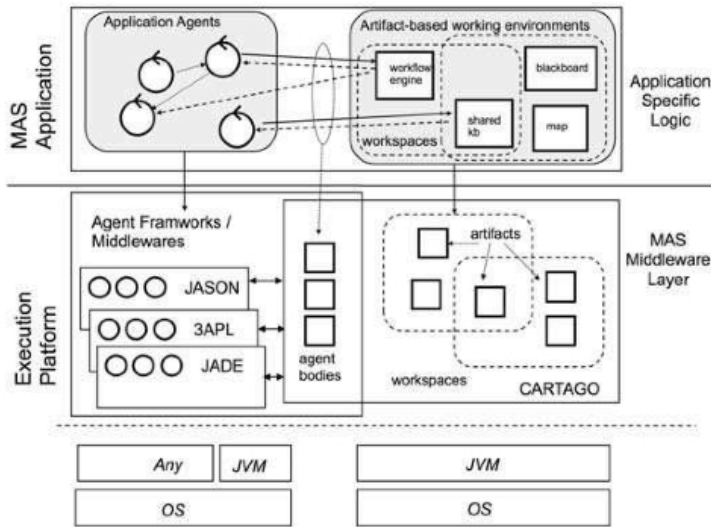 Application Agents
Artifact-based working environments
MAS
Application
workflow
engine
blackboard
shared
kb
map
workspaces
Application
Specific
Logic
Agent Framworks /
Middlewares
JASON
3APL
JADE
agent
bodies
artifacts
workspaces
CARTAGO
MAS
Middleware
Layer
Execution
Platform
Any
JVM
JVM
OS
OS